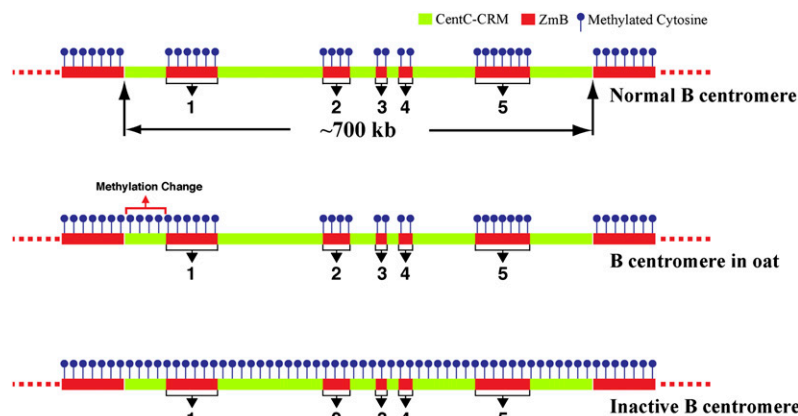 CentC-CRM ZmB Methylated Cytosine
1 2 3 4 5
Normal B centromere
~700 kb
Methylation Change
1 2 3 4 5
B centromere in oat
Inactive B centromere